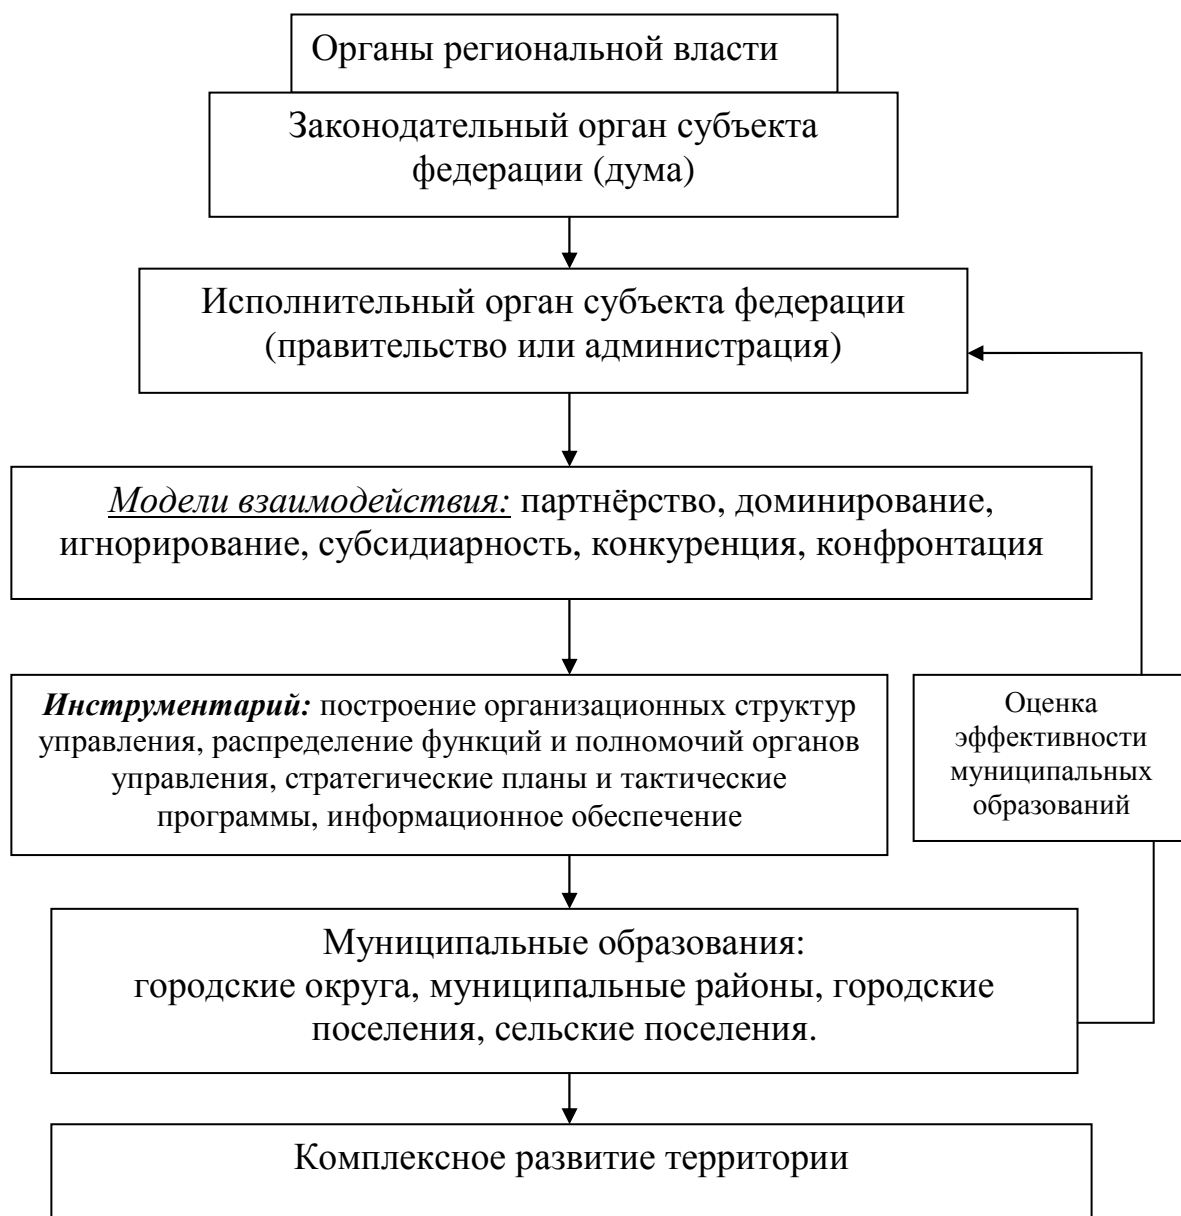 Органы региональной власти
Законодательный орган субъекта
федерации (дума)
Исполнительный орган субъекта федерации
(правительство или администрация)
Модели взаимодействия: партнёрство, доминирование,
игнорирование, субсидиарность, конкуренция, конфронтация
Инструментарий: построение организационных структур
управления, распределение функций и полномочий органов
управления, стратегические планы и тактические
программы, информационное обеспечение
Оценка
эффективности
муниципальных
образований
Муниципальные образования:
городские округа, муниципальные районы, городские
поселения, сельские поселения.
Комплексное развитие территории